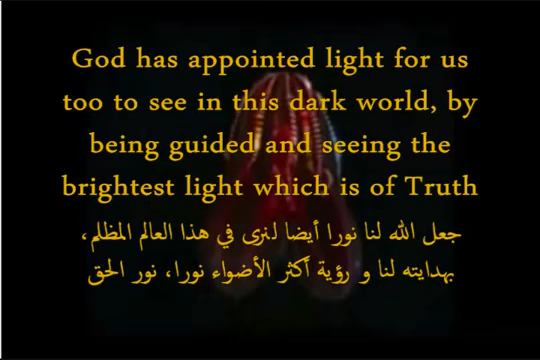 God has appointed light for us
too to see in this dark world, by
being guided and seeing the
brightest light which is of Truth
جعل الله لنا نورا أيضا لنرى في هذا العالم المظلم،
بهدايته لنا و رؤية أكثر الأضواء نورا، نور الحق